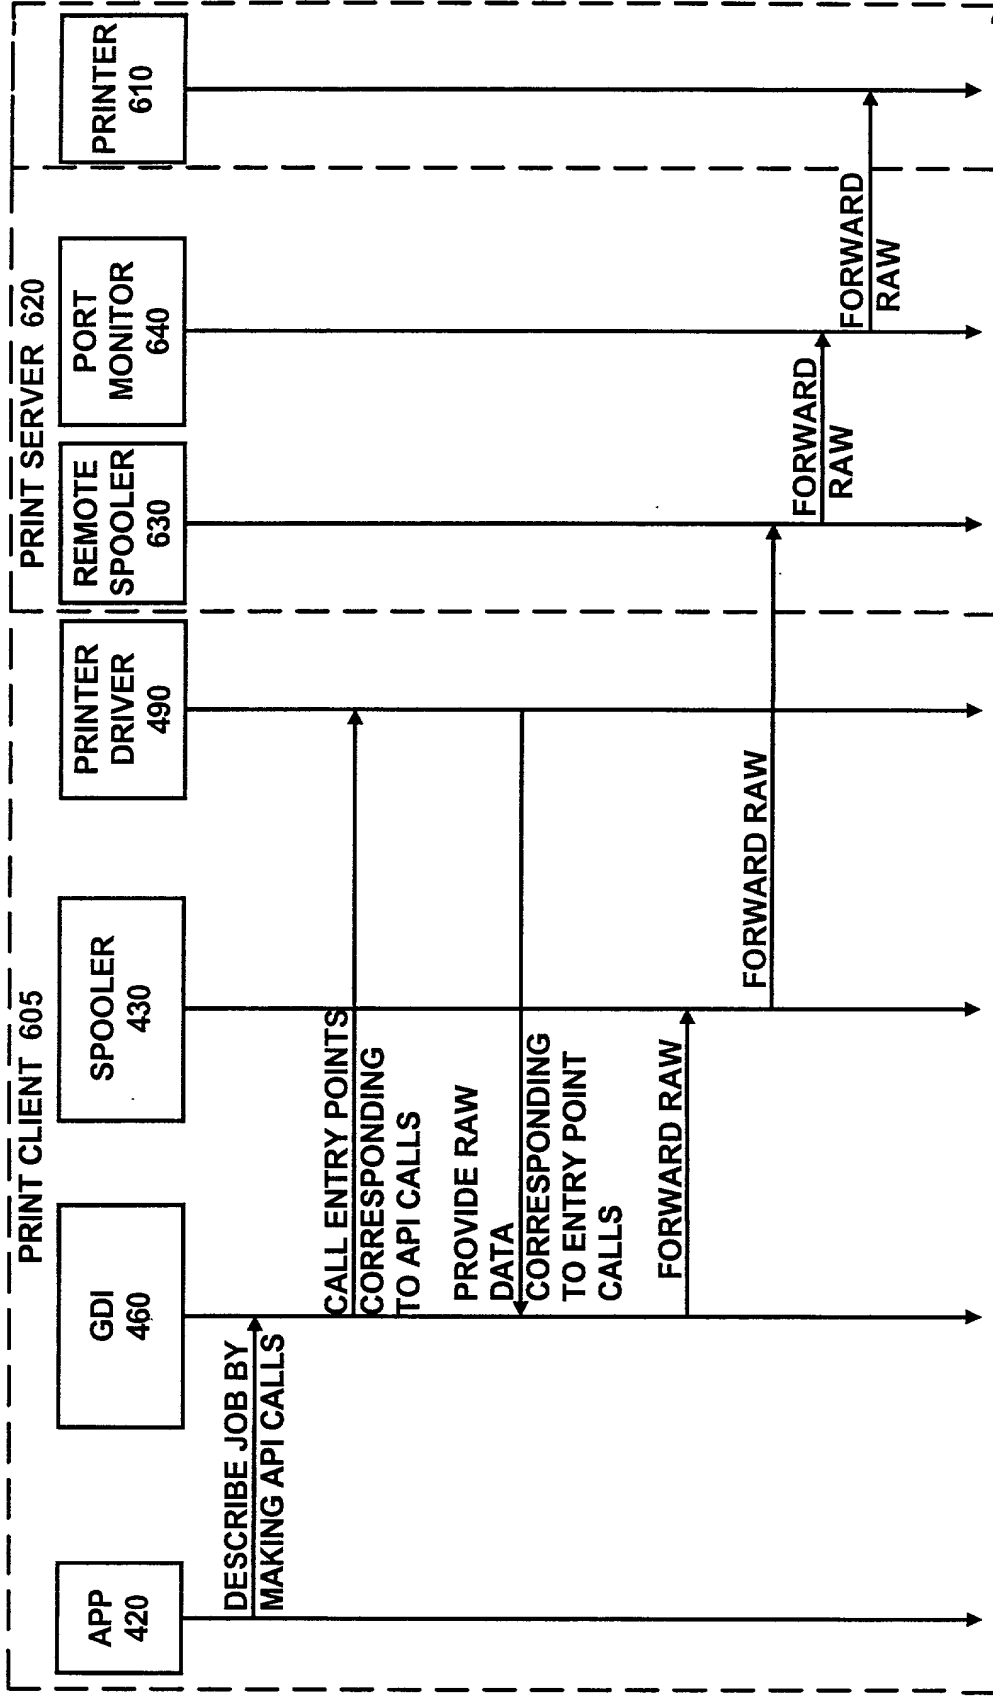 PRINT CLIENT 605
PRINT SERVER 620
APP
420
GDI
460
SPOOLER
430
PRINTER
DRIVER
490
REMOTE
SPOOLER
630
PORT
MONITOR
640
PRINTER
610
DESCRIBE JOB BY
MAKING API CALLS
CALL ENTRY POINTS
CORRESPONDING
TO API CALLS
PROVIDE RAW
DATA
CORRESPONDING
TO ENTRY POINT
CALLS
FORWARD RAW
FORWARD RAW
FORWARD
RAW
FORWARD
RAW